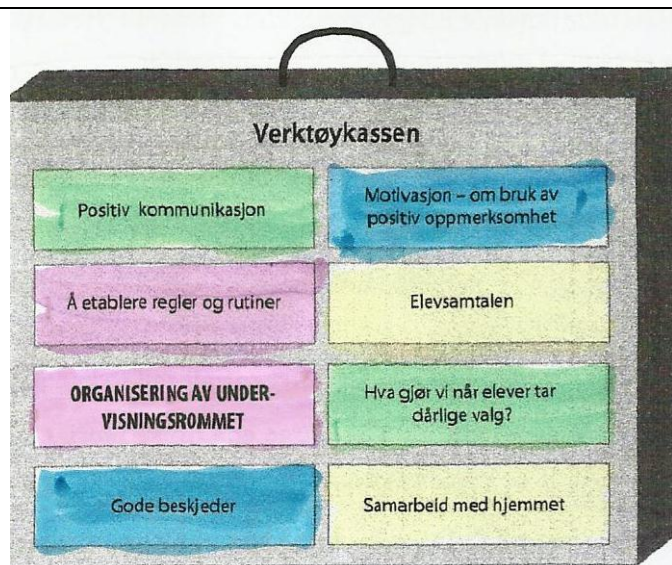 Verktøykassen
Positiv kommunikasjon
Motivasjon – om bruk av
positiv oppmerksomhet
Å etablere regler og rutiner
Elevsamtalen
ORGANISERING AV UNDER-
VISNINGSROMMET
Hva gjør vi når elever tar
dårlige valg?
Gode beskjeder
Samarbeid med hjemmet